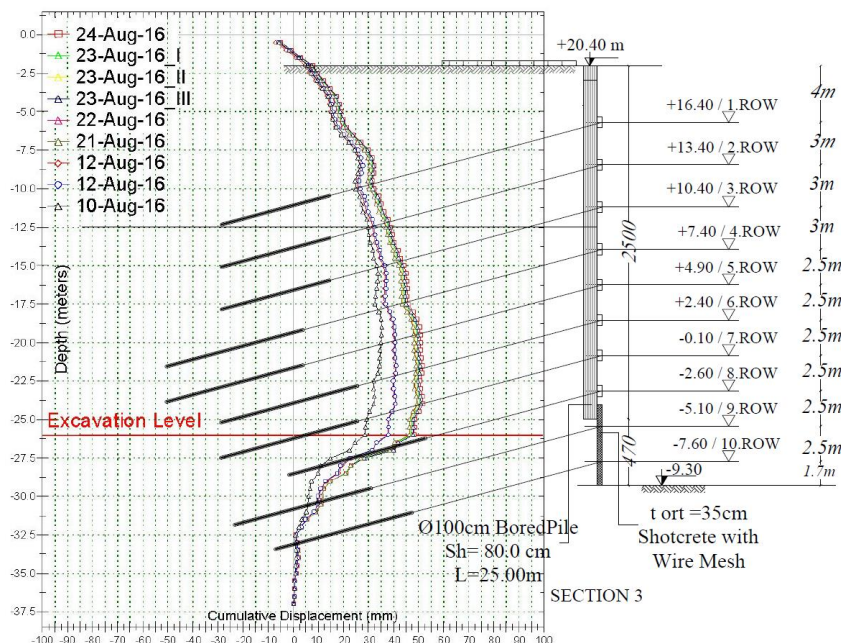 0.0
-2.5
-5.0
-7.5
-10.0
-12.5
-15.0
-17.5
-20.0
-22.5
-25.0
-27.5
-30.0
-32.5
-35.0
-37.5
Depth (meters)
24-Aug-16
23-Aug-16_I
23-Aug-16_II
23-Aug-16_III
22-Aug-16
21-Aug-16
12-Aug-16
12-Aug-16
10-Aug-16
Excavation Level
Cumulative Displacement (mm)
-100 -90 -80 -70 -60 -50 -40 -30 -20 -10 0 10 20 30 40 50 60 70 80 90 100
+20.40 m
+16.40 / 1.ROW
+13.40 / 2.ROW
+10.40 / 3.ROW
+7.40 / 4.ROW
+4.90 / 5.ROW
+2.40 / 6.ROW
-0.10 / 7.ROW
-2.60 / 8.ROW
-5.10 / 9.ROW
-7.60 / 10.ROW
-9.30
2500
470
4m
3m
3m
3m
2.5m
2.5m
2.5m
2.5m
2.5m
2.5m
1.7m
Ø100cm BoredPile
Sh= 80.0 cm
L=25.00m
t ort =35cm
Shotcrete with
Wire Mesh
SECTION 3